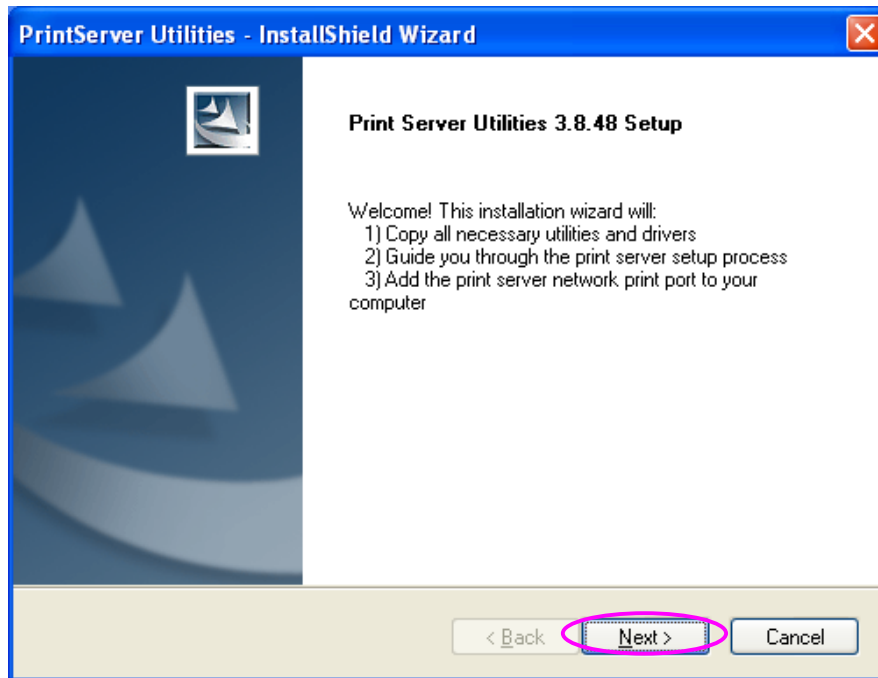 PrintServer Utilities - InstallShield Wizard
Print Server Utilities 3.8.48 Setup
Welcome! This installation wizard will:
1) Copy all necessary utilities and drivers
2) Guide you through the print server setup process
3) Add the print server network print port to your
computer
< Back
Next >
Cancel